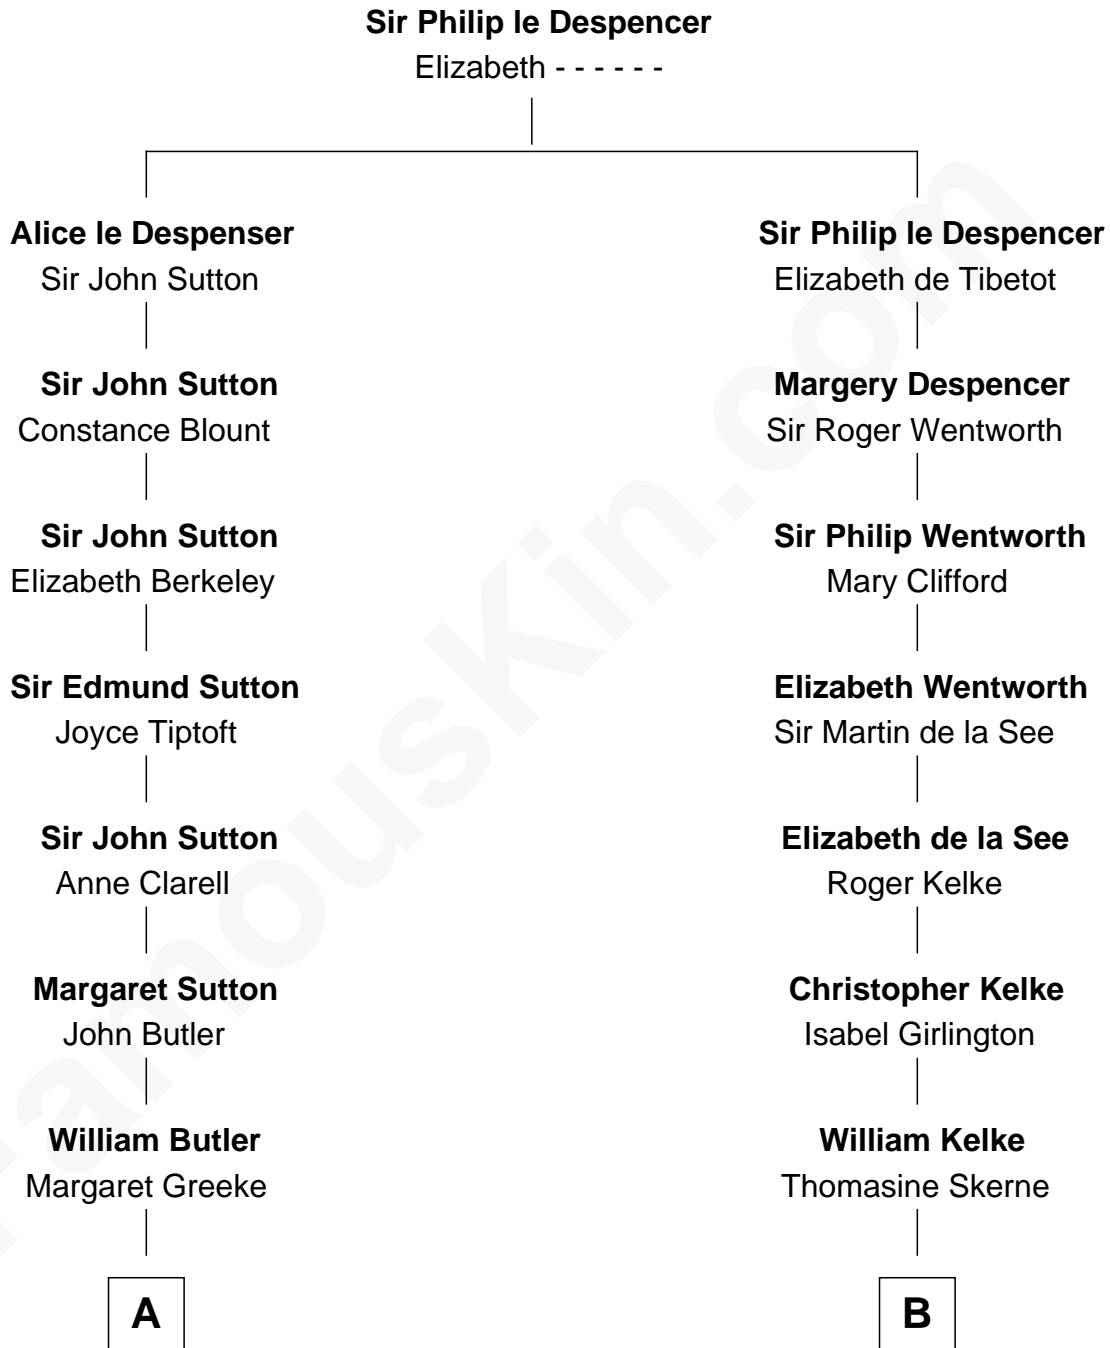 Sir Philip le Despencer
Elizabeth - - - - - -
Alice le Despenser
Sir John Sutton
Sir Philip le Despencer
Elizabeth de Tibetot
Sir John Sutton
Constance Blount
Margery Despencer
Sir Roger Wentworth
Sir John Sutton
Elizabeth Berkeley
Sir Philip Wentworth
Mary Clifford
Sir Edmund Sutton
Joyce Tiptoft
Elizabeth Wentworth
Sir Martin de la See
Sir John Sutton
Anne Clarell
Elizabeth de la See
Roger Kelke
Margaret Sutton
John Butler
Christopher Kelke
Isabel Girlington
William Butler
Margaret Greeke
William Kelke
Thomasine Skerne
A
B
FamousKin.com